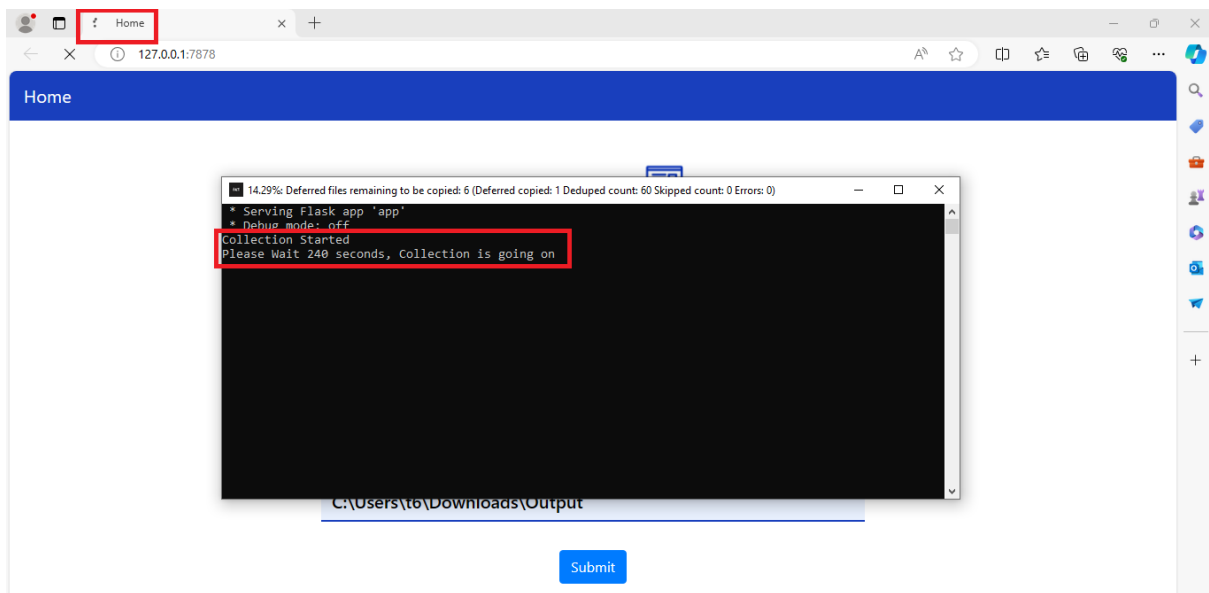 Home
127.0.0.1:7878
Home
14.29%: Deferred files remaining to be copied: 6 (Deferred copied: 1 Deduped count: 60 Skipped count: 0 Errors: 0)
* Serving Flask app 'app'
* Debug mode: off
Collection Started
Please Wait 240 seconds, Collection is going on
C:\Users\t6\Downloads\Output
Submit